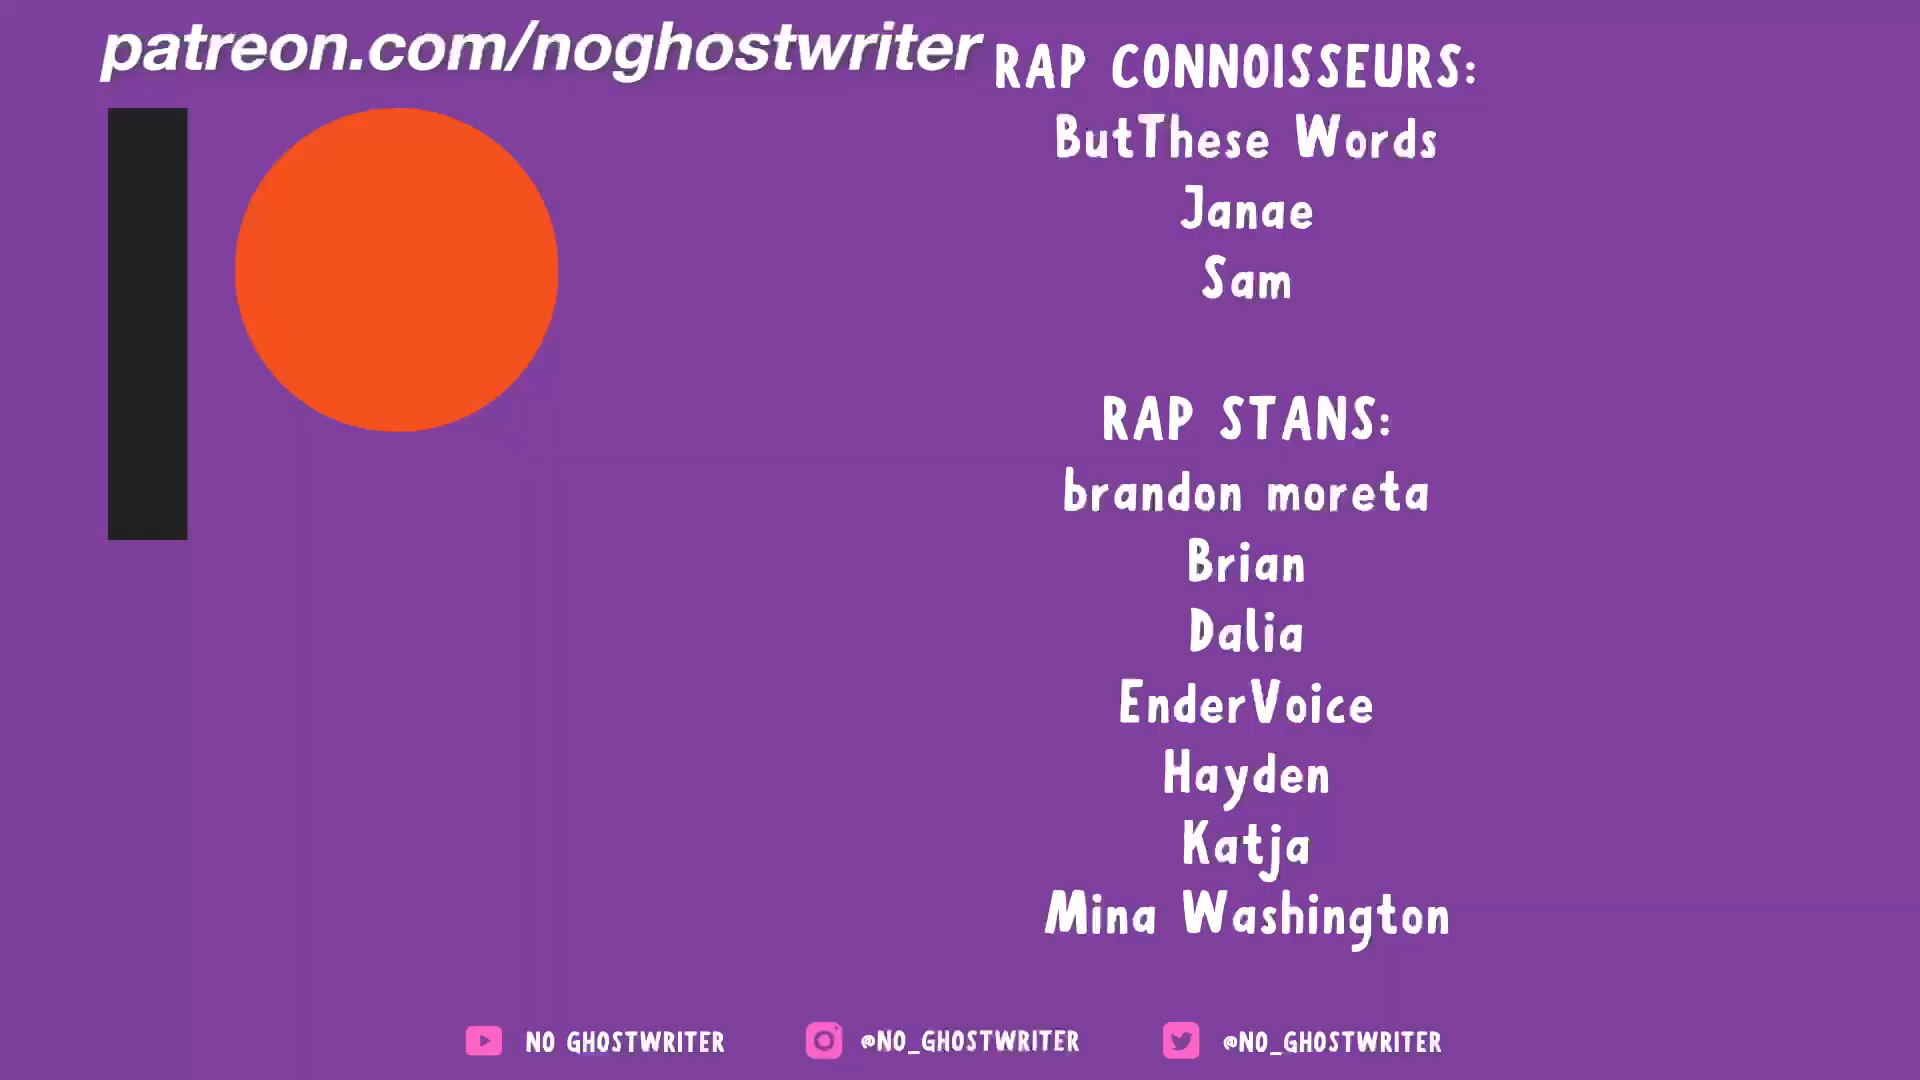 patreon.com/noghostwriter
RAP CONNOISSEURS:
ButThese Words
Janae
Sam
RAP STANS:
brandon moreta
Brian
Dalia
EnderVoice
Hayden
Katja
Mina Washington
NO GHOSTWRITER
@NO_GHOSTWRITER
@NO_GHOSTWRITER